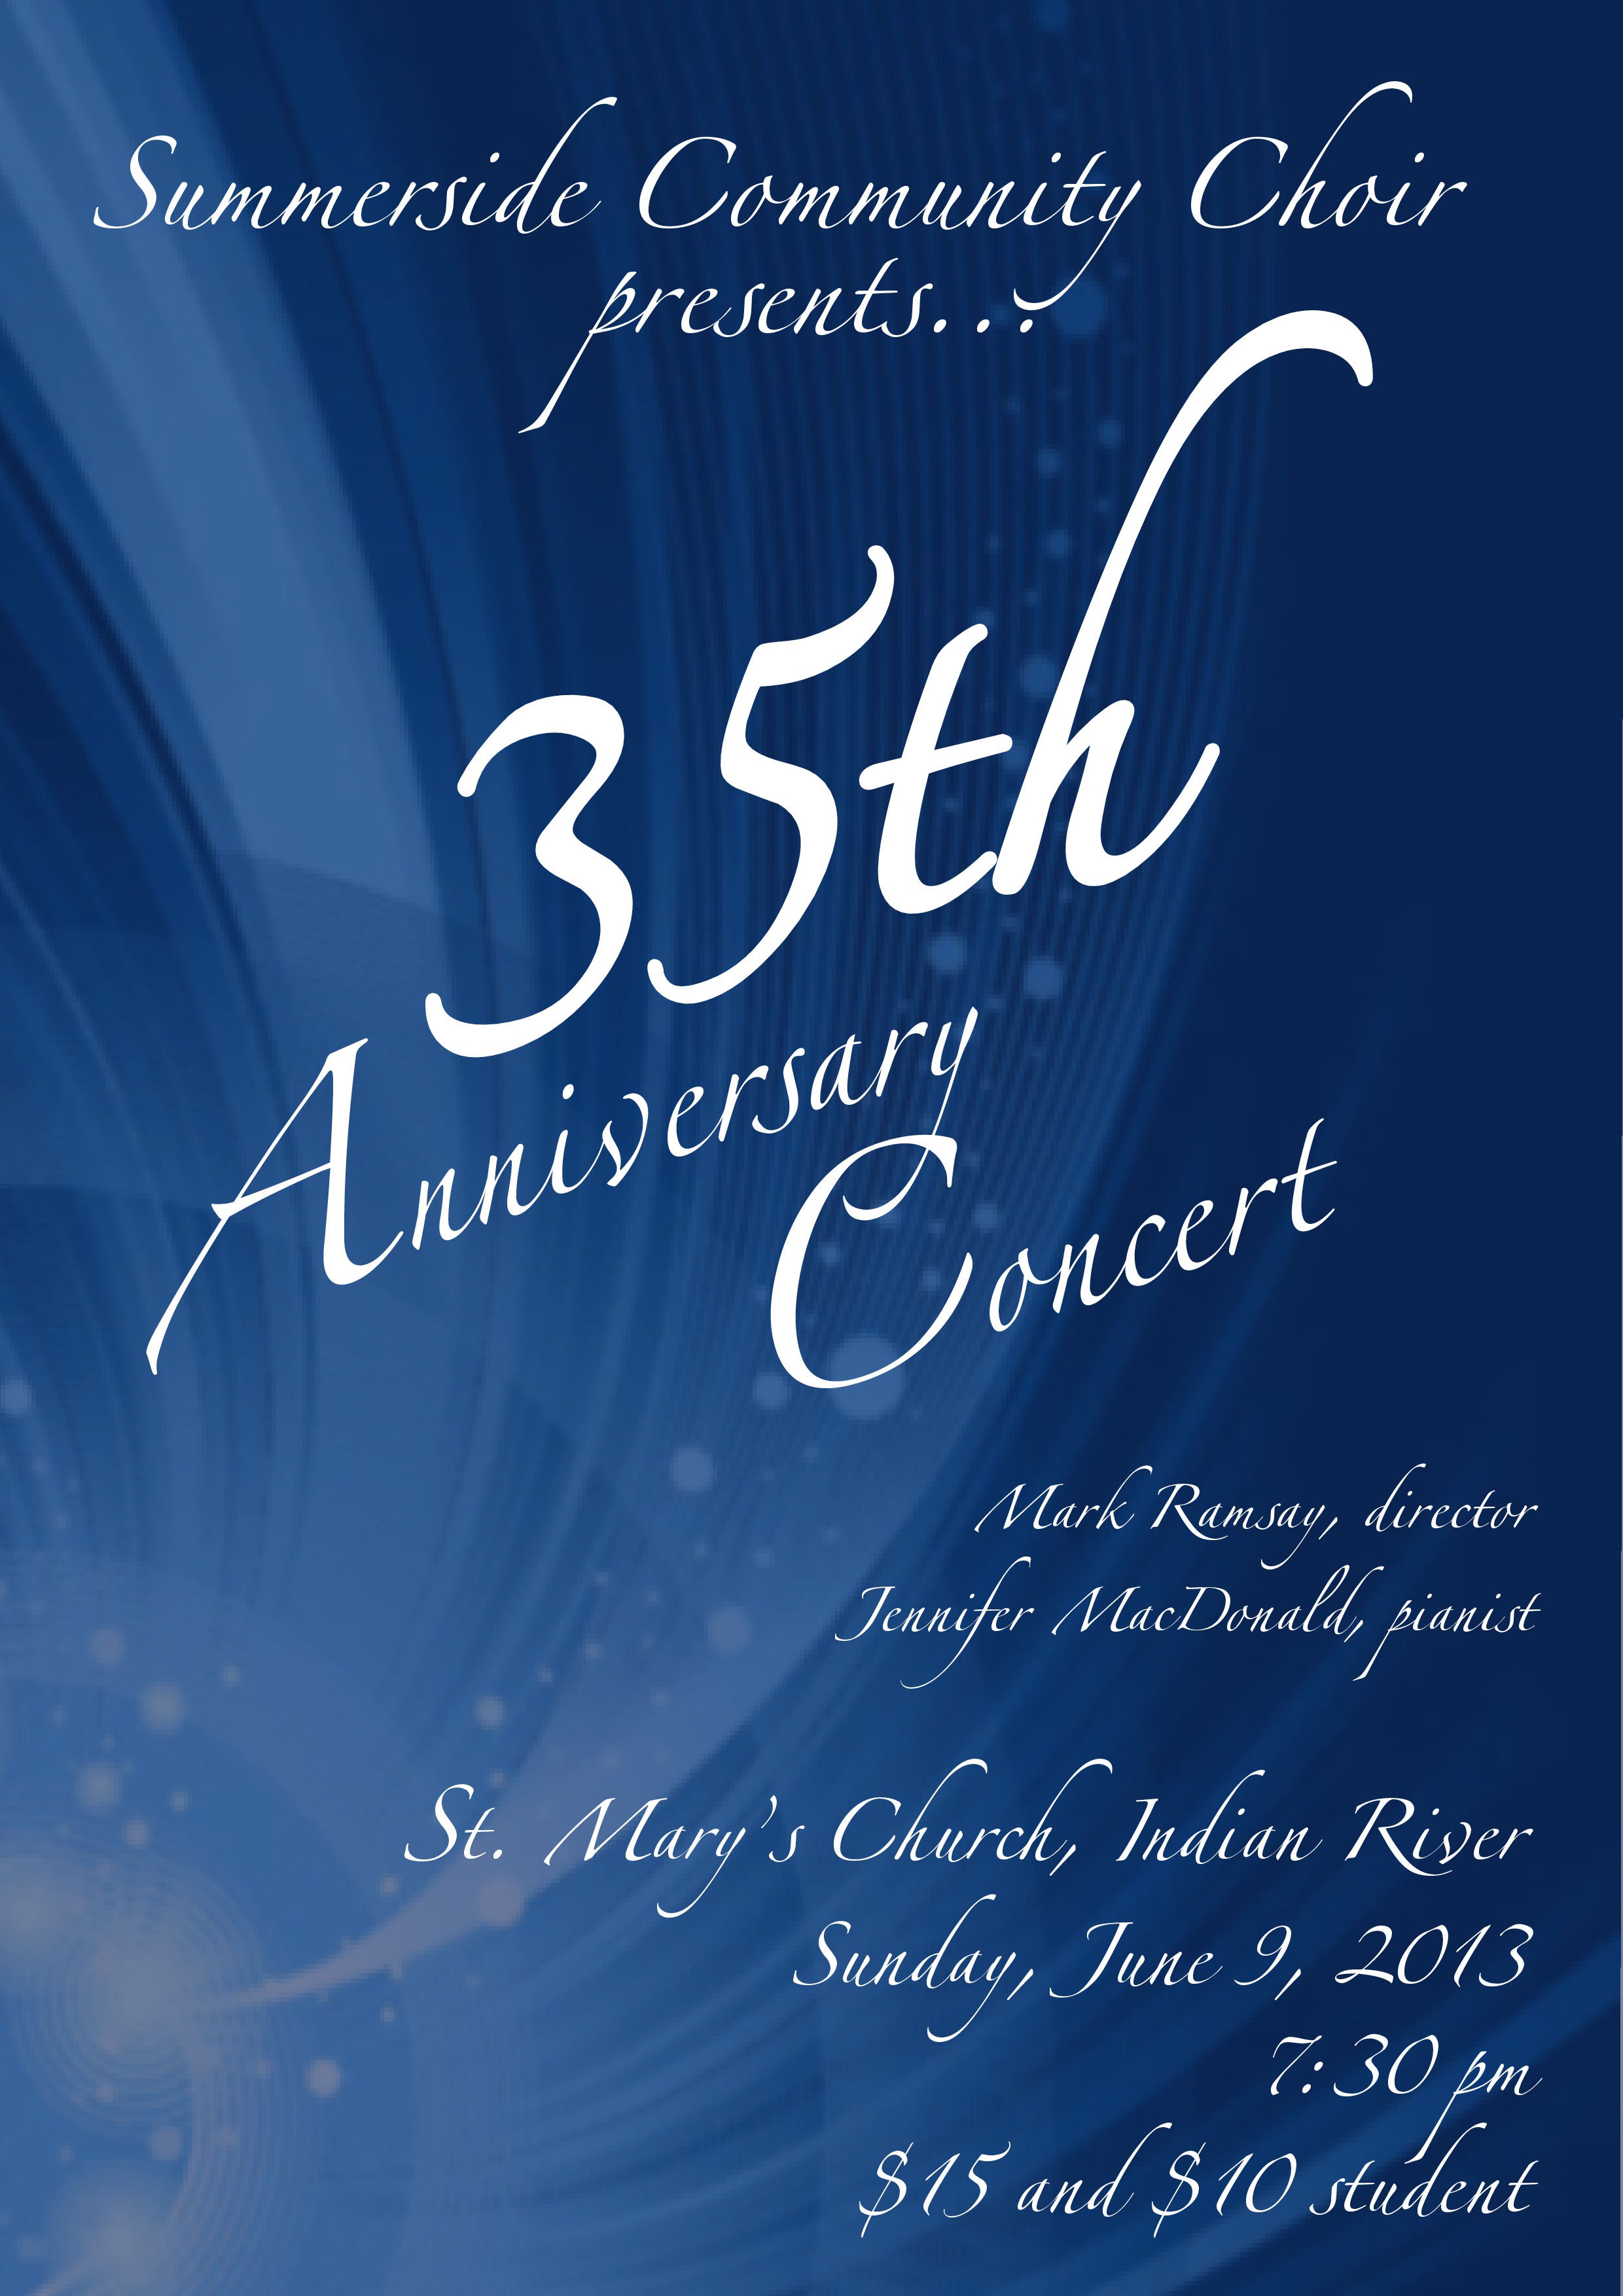 Summerside Community Choir
presents...
35th
Anniversary
Concert
Mark Ramsay, director
Jennifer MacDonald, pianist
St. Mary's Church, Indian River
Sunday, June 9, 2013
7:30 pm
$15 and $10 student